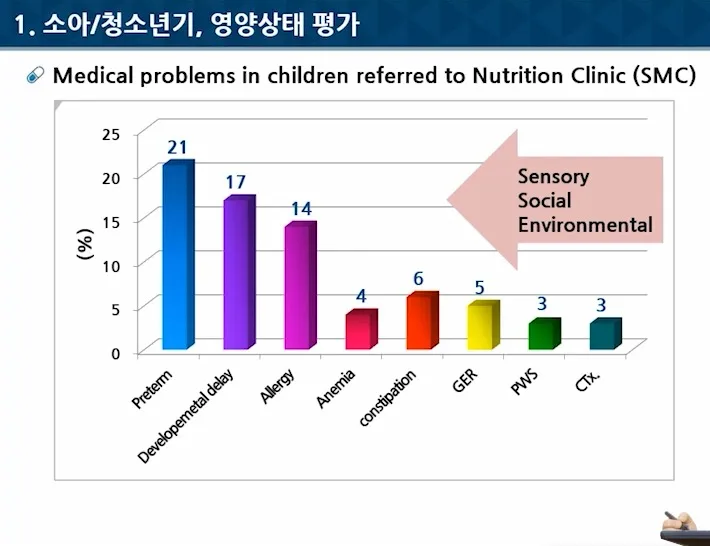 1. 소아/청소년기, 영양상태 평가
Medical problems in children referred to Nutrition Clinic (SMC)
25
20
15
10
5
0
(%)
21
17
14
4
6
5
3
3
Sensory
Social
Environmental
Preterm
Developemetal delay
Allergy
Anemia
constipation
GER
PWS
CTx.